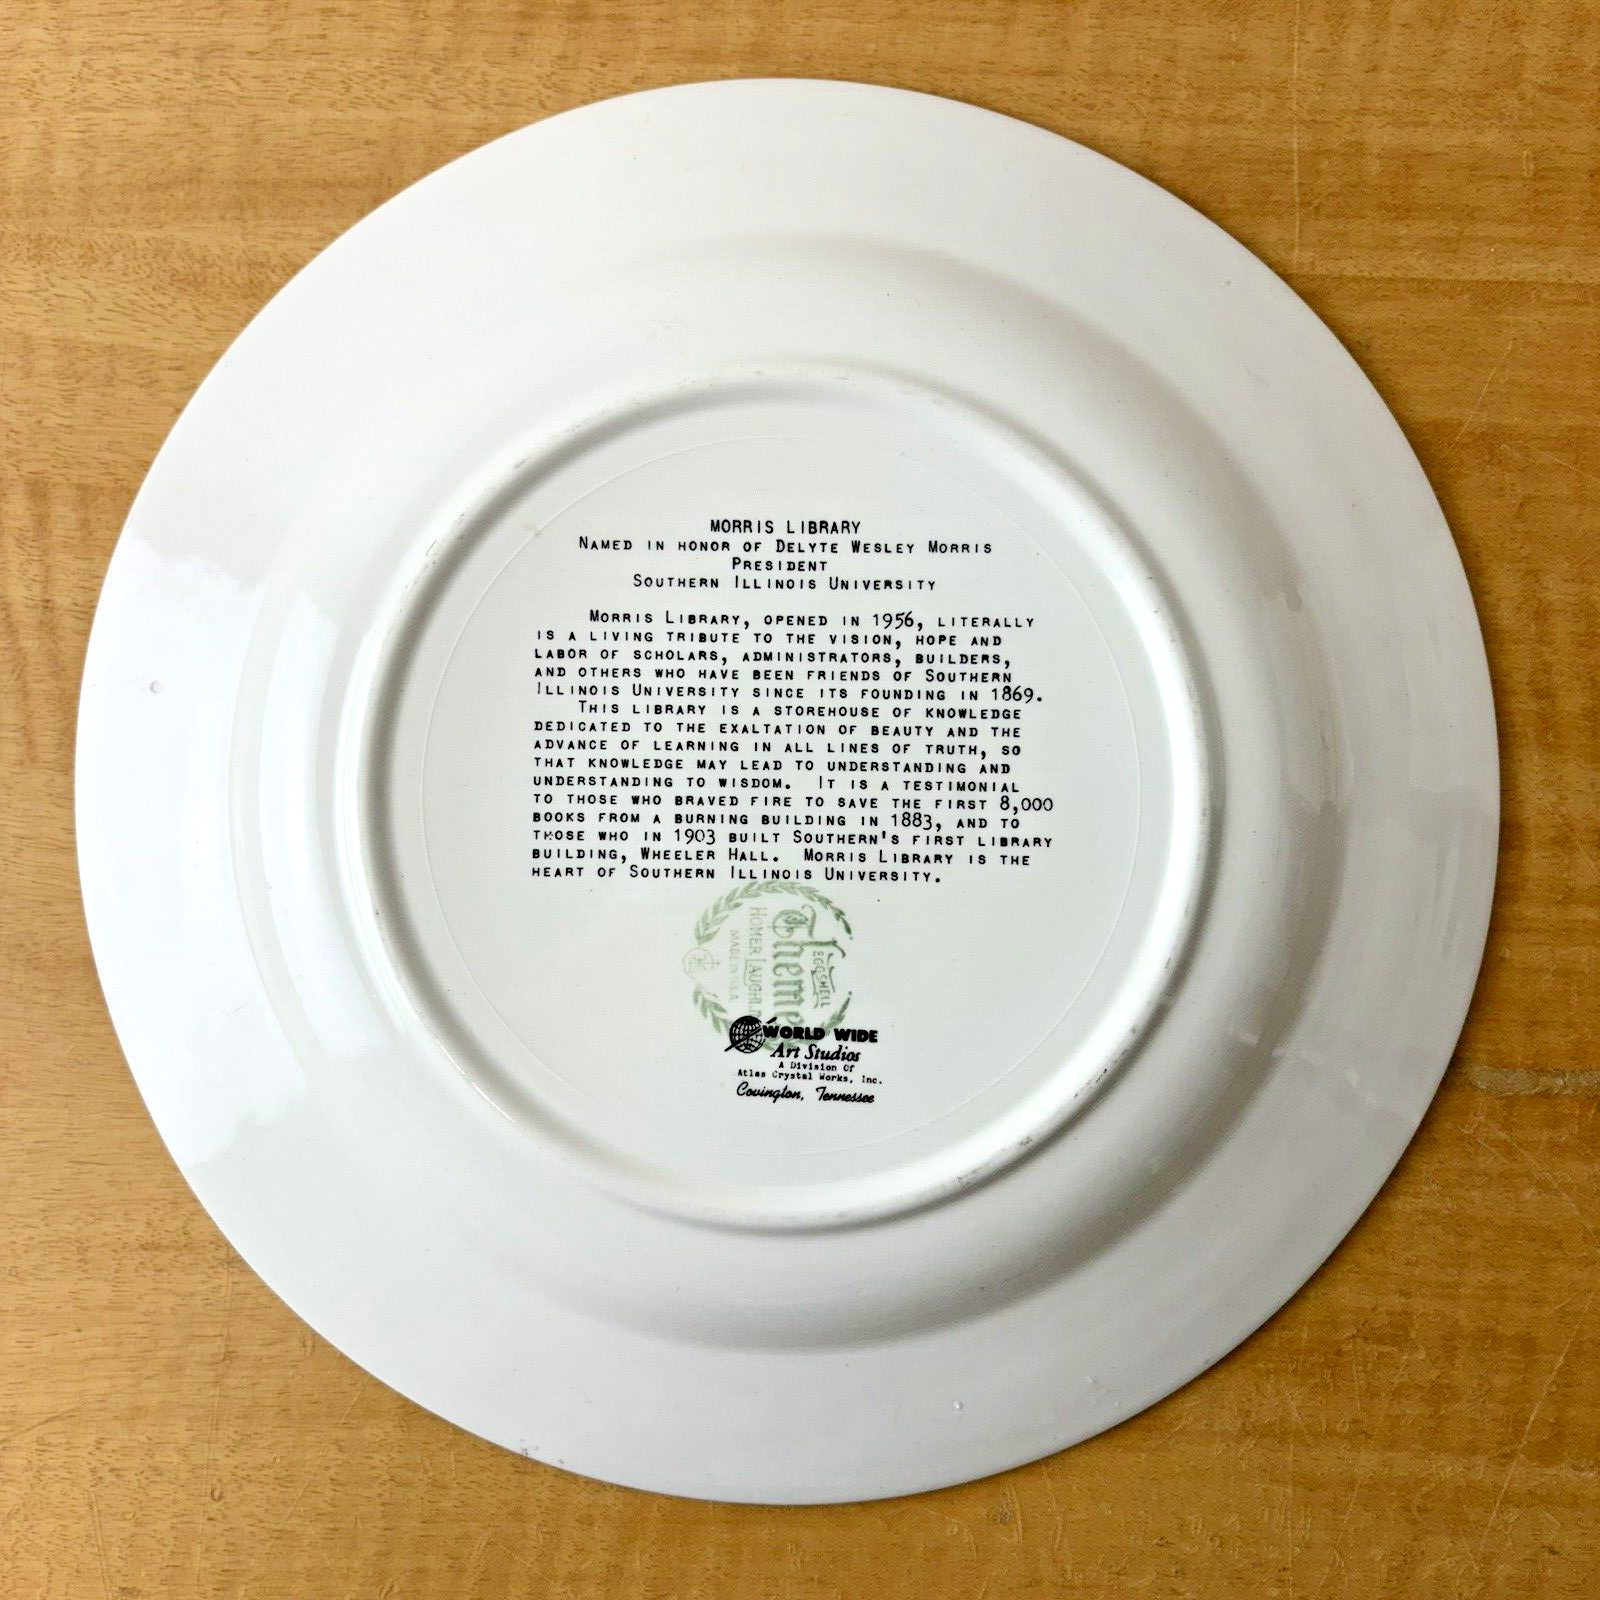 MORRIS LIBRARY
NAMED IN HONOR OF DELYTE WESLEY MORRIS
PRESIDENT
SOUTHERN ILLINOIS UNIVERSITY
MORRIS LIBRARY, OPENED IN 1956, LITERALLY
IS A LIVING TRIBUTE TO THE VISION, HOPE AND
LABOR OF SCHOLARS, ADMINISTRATORS, BUILDERS,
AND OTHERS WHO HAVE BEEN FRIENDS OF SOUTHERN
ILLINOIS UNIVERSITY SINCE ITS FOUNDING IN 1869.
THIS LIBRARY IS A STOREHOUSE OF KNOWLEDGE
DEDICATED TO THE EXALTATION OF BEAUTY AND THE
ADVANCE OF LEARNING IN ALL LINES OF TRUTH, SO
THAT KNOWLEDGE MAY LEAD TO UNDERSTANDING AND
UNDERSTANDING TO WISDOM. IT IS A TESTIMONIAL
TO THOSE WHO BRAVED FIRE TO SAVE THE FIRST 8,000
BOOKS FROM A BURNING BUILDING IN 1883, AND TO
THOSE WHO IN 1903 BUILT SOUTHERN'S FIRST LIBRARY
BUILDING, WHEELER HALL. MORRIS LIBRARY IS THE
HEART OF SOUTHERN ILLINOIS UNIVERSITY.
EGGSHELL
Theme
HOMER
MADE IN U.S.A.
WORLD WIDE
Art Studios
A Division Of
Atlas Crystal Works, Inc.
Covington, Tennessee